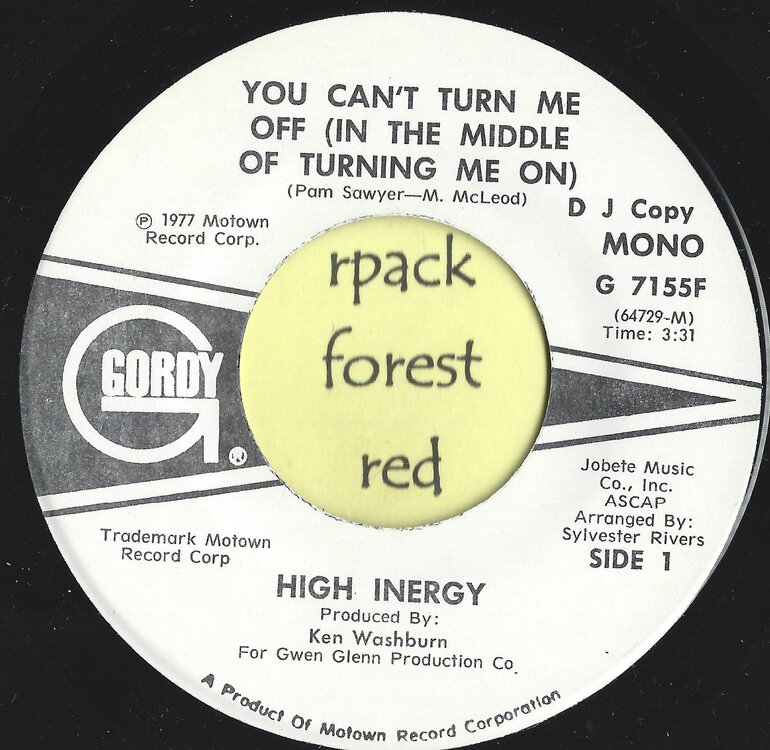 YOU CAN'T TURN ME
OFF (IN THE MIDDLE
OF TURNING ME ON)
(Pam Sawyer—M. McLeod)
℗ 1977 Motown
Record Corp.
D J Copy
MONO
G 7155F
(64729-M)
Time: 3:31
rpack
forest
red
GORDY
®
Jobete Music
Co., Inc.
ASCAP
Arranged By:
Sylvester Rivers
SIDE 1
Trademark Motown
Record Corp
HIGH INERGY
Produced By:
Ken Washburn
For Gwen Glenn Production Co.
A Product Of Motown Record Corporation